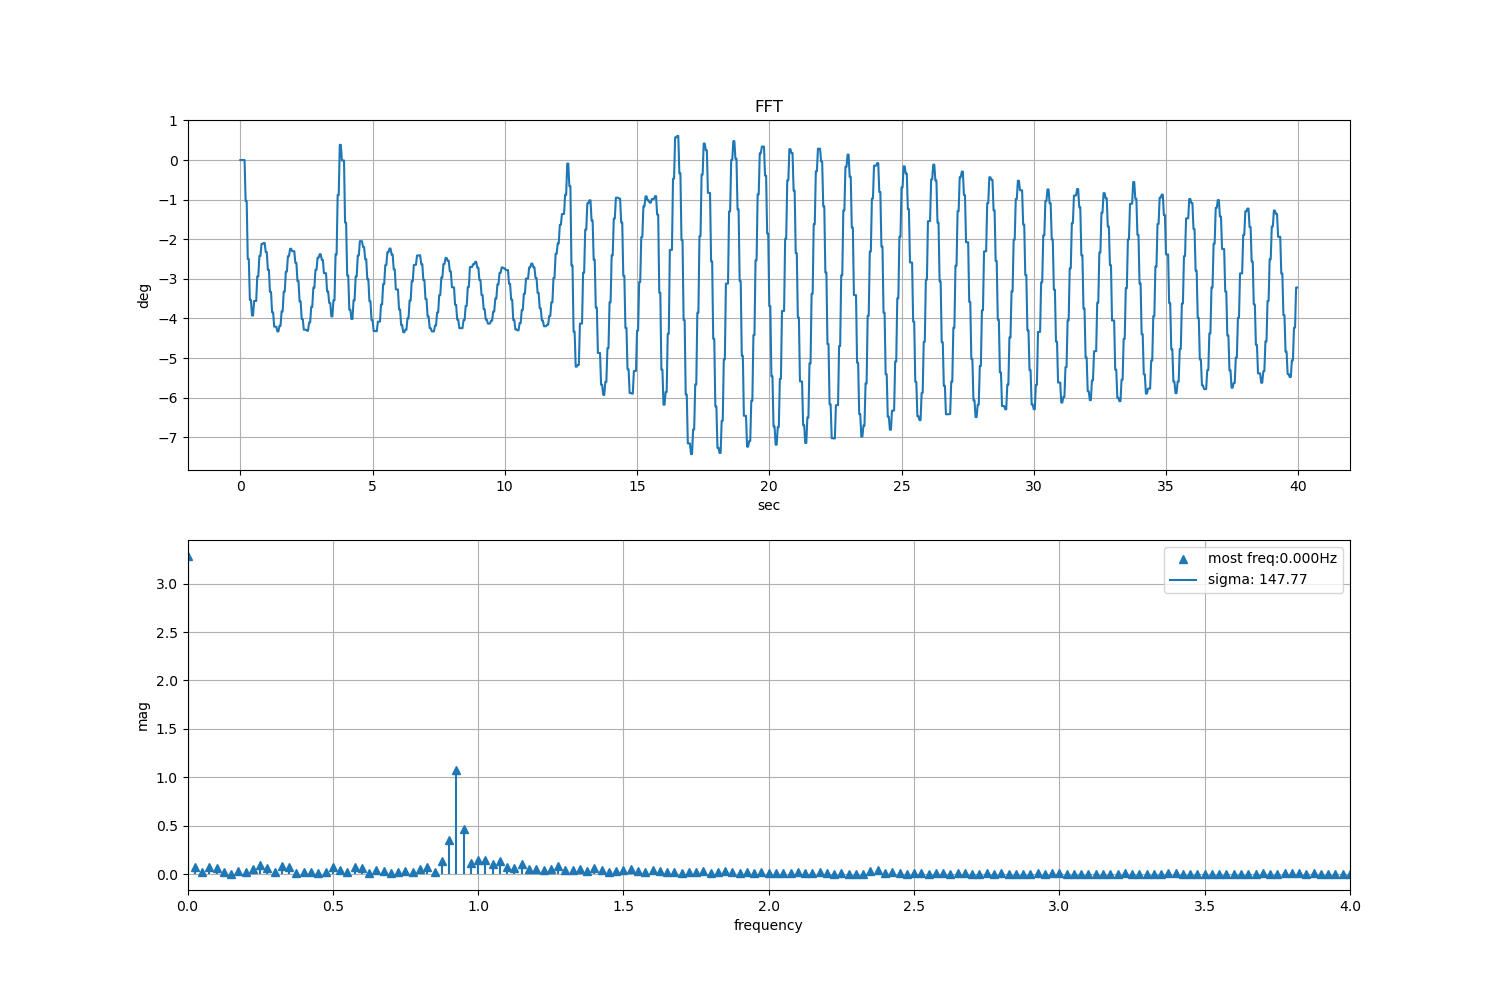 FFT
1
0
−1
−2
−3
−4
−5
−6
−7
deg
0 5 10 15 20 25 30 35 40
sec
most freq:0.000Hz
sigma: 147.77
3.0
2.5
2.0
1.5
1.0
0.5
0.0
mag
0.0 0.5 1.0 1.5 2.0 2.5 3.0 3.5 4.0
frequency